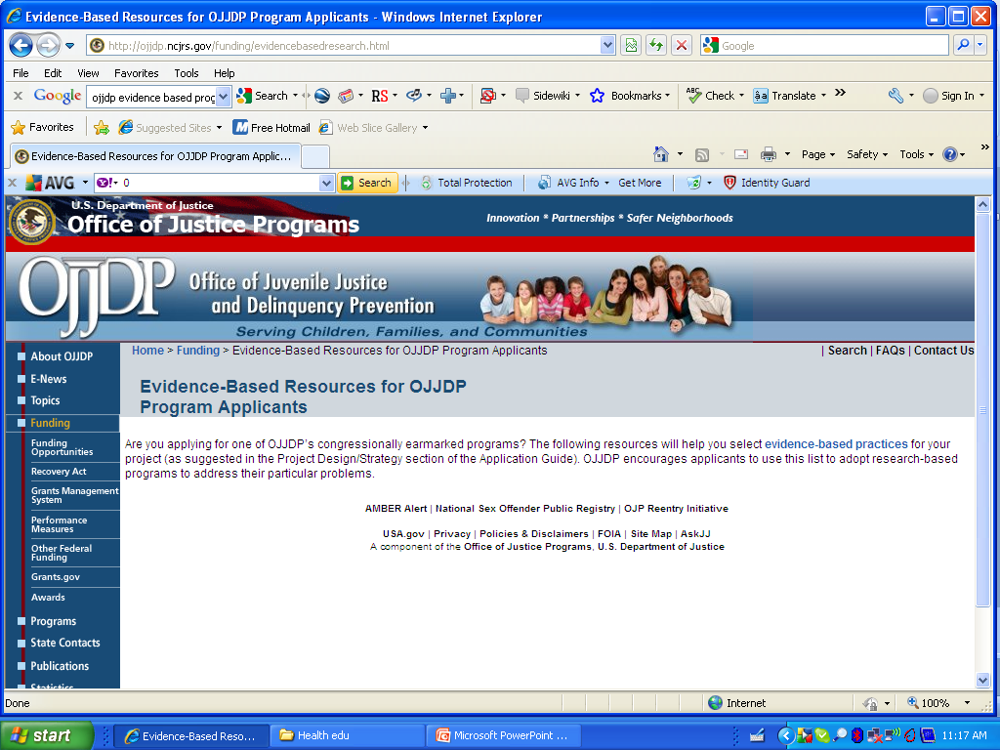 Evidence-Based Resources for OJJDP Program Applicants - Windows Internet Explorer
http://ojjdp.ncjrs.gov/funding/evidencebasedresearch.html
Google
File Edit View Favorites Tools Help
Google ojjdp evidence based prog Search RS Sidewiki Bookmarks ABC Check aä Translate » Sign In
Favorites Suggested Sites Free Hotmail Web Slice Gallery
Evidence-Based Resources for OJJDP Program Applic... Page Safety Tools »
AVG Y! 0 Search Total Protection AVG Info Get More Identity Guard
U.S. Department of Justice
Office of Justice Programs
Innovation * Partnerships * Safer Neighborhoods
OJJDP
Office of Juvenile Justice
and Delinquency Prevention
Serving Children, Families, and Communities
Home > Funding > Evidence-Based Resources for OJJDP Program Applicants | Search | FAQs | Contact Us
Evidence-Based Resources for OJJDP
Program Applicants
About OJJDP
E-News
Topics
Funding
Funding
Opportunities
Recovery Act
Grants Management
System
Performance
Measures
Other Federal
Funding
Grants.gov
Awards
Programs
State Contacts
Publications
Statistics
Are you applying for one of OJJDP's congressionally earmarked programs? The following resources will help you select evidence-based practices for your
project (as suggested in the Project Design/Strategy section of the Application Guide). OJJDP encourages applicants to use this list to adopt research-based
programs to address their particular problems.
AMBER Alert | National Sex Offender Public Registry | OJP Reentry Initiative
USA.gov | Privacy | Policies & Disclaimers | FOIA | Site Map | AskJJ
A component of the Office of Justice Programs, U.S. Department of Justice
Done Internet 100%
start Evidence-Based Reso... Health edu Microsoft PowerPoint ... 11:17 AM